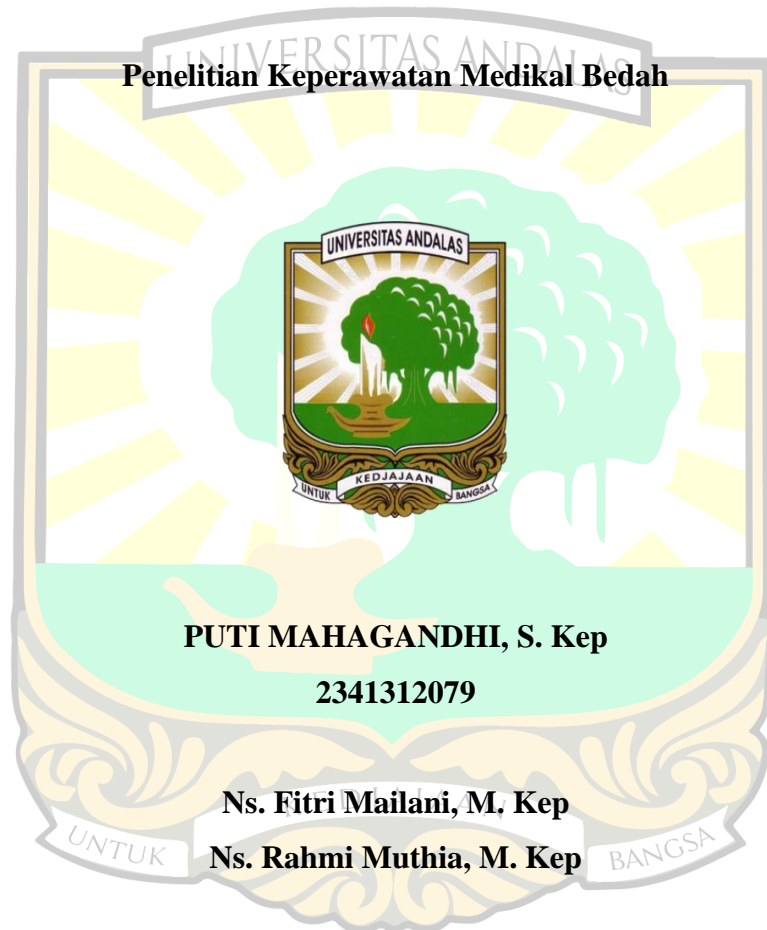 UNIVERSITAS ANDALAS
Penelitian Keperawatan Medikal Bedah
UNIVERSITAS ANDALAS
UNTUK KEDJAJAAN BANGSA
PUTI MAHAGANDHI, S. Kep
2341312079
Ns. Fitri Mailani, M. Kep
KEDJAJAAN
Ns. Rahmi Muthia, M. Kep
UNTUK BANGSA